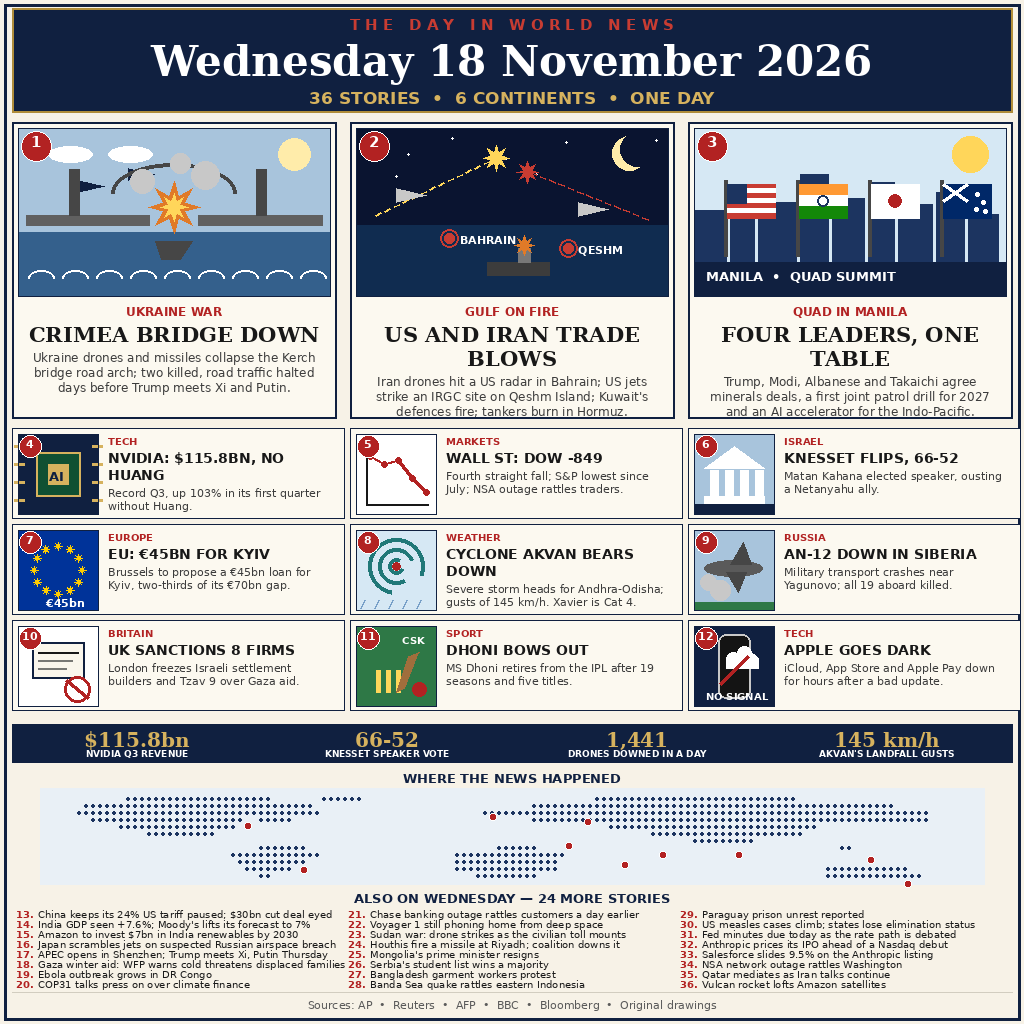 THE DAY IN WORLD NEWS
Wednesday 18 November 2026
36 STORIES • 6 CONTINENTS • ONE DAY
1
UKRAINE WAR
CRIMEA BRIDGE DOWN
Ukraine drones and missiles collapse the Kerch
bridge road arch; two killed, road traffic halted
days before Trump meets Xi and Putin.
2
BAHRAIN
QESHM
GULF ON FIRE
US AND IRAN TRADE
BLOWS
Iran drones hit a US radar in Bahrain; US jets
strike an IRGC site on Qeshm Island; Kuwait's
defences fire; tankers burn in Hormuz.
3
MANILA • QUAD SUMMIT
QUAD IN MANILA
FOUR LEADERS, ONE
TABLE
Trump, Modi, Albanese and Takaichi agree
minerals deals, a first joint patrol drill for 2027
and an AI accelerator for the Indo-Pacific.
4
AI
TECH
NVIDIA: $115.8BN, NO
HUANG
Record Q3, up 103% in its first quarter
without Huang.
5
MARKETS
WALL ST: DOW -849
Fourth straight fall; S&P lowest since
July; NSA outage rattles traders.
6
ISRAEL
KNESSET FLIPS, 66-52
Matan Kahana elected speaker, ousting
a Netanyahu ally.
7
€45bn
EUROPE
EU: €45BN FOR KYIV
Brussels to propose a €45bn loan for
Kyiv, two-thirds of its €70bn gap.
8
WEATHER
CYCLONE AKVAN BEARS
DOWN
Severe storm heads for Andhra-Odisha;
gusts of 145 km/h. Xavier is Cat 4.
9
RUSSIA
AN-12 DOWN IN SIBERIA
Military transport crashes near
Yagunovo; all 19 aboard killed.
10
BRITAIN
UK SANCTIONS 8 FIRMS
London freezes Israeli settlement
builders and Tzav 9 over Gaza aid.
11
CSK
SPORT
DHONI BOWS OUT
MS Dhoni retires from the IPL after 19
seasons and five titles.
12
NO SIGNAL
TECH
APPLE GOES DARK
iCloud, App Store and Apple Pay down
for hours after a bad update.
$115.8bn
NVIDIA Q3 REVENUE
66-52
KNESSET SPEAKER VOTE
1,441
DRONES DOWNED IN A DAY
145 km/h
AKVAN'S LANDFALL GUSTS
WHERE THE NEWS HAPPENED
ALSO ON WEDNESDAY — 24 MORE STORIES
13. China keeps its 24% US tariff paused; $30bn cut deal eyed
14. India GDP seen +7.6%; Moody's lifts its forecast to 7%
15. Amazon to invest $7bn in India renewables by 2030
16. Japan scrambles jets on suspected Russian airspace breach
17. APEC opens in Shenzhen; Trump meets Xi, Putin Thursday
18. Gaza winter aid: WFP warns cold threatens displaced families
19. Ebola outbreak grows in DR Congo
20. COP31 talks press on over climate finance
21. Chase banking outage rattles customers a day earlier
22. Voyager 1 still phoning home from deep space
23. Sudan war: drone strikes as the civilian toll mounts
24. Houthis fire a missile at Riyadh; coalition downs it
25. Mongolia's prime minister resigns
26. Serbia's student list wins a majority
27. Bangladesh garment workers protest
28. Banda Sea quake rattles eastern Indonesia
29. Paraguay prison unrest reported
30. US measles cases climb; states lose elimination status
31. Fed minutes due today as the rate path is debated
32. Anthropic prices its IPO ahead of a Nasdaq debut
33. Salesforce slides 9.5% on the Anthropic listing
34. NSA network outage rattles Washington
35. Qatar mediates as Iran talks continue
36. Vulcan rocket lofts Amazon satellites
Sources: AP • Reuters • AFP • BBC • Bloomberg • Original drawings